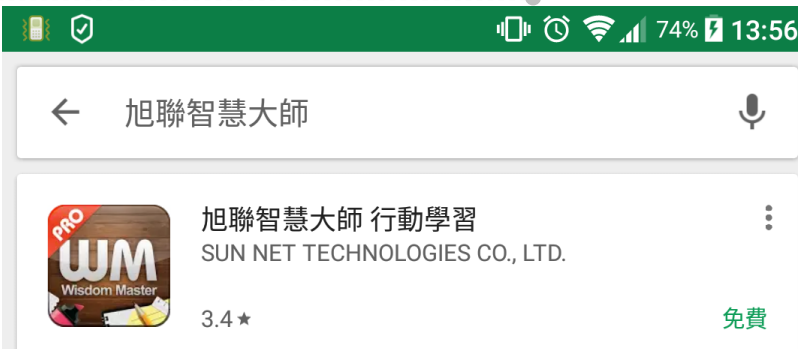 74% 13:56
旭聯智慧大師
PRO
WM
Wisdom Master
旭聯智慧大師 行動學習
SUN NET TECHNOLOGIES CO., LTD.
3.4★
免費